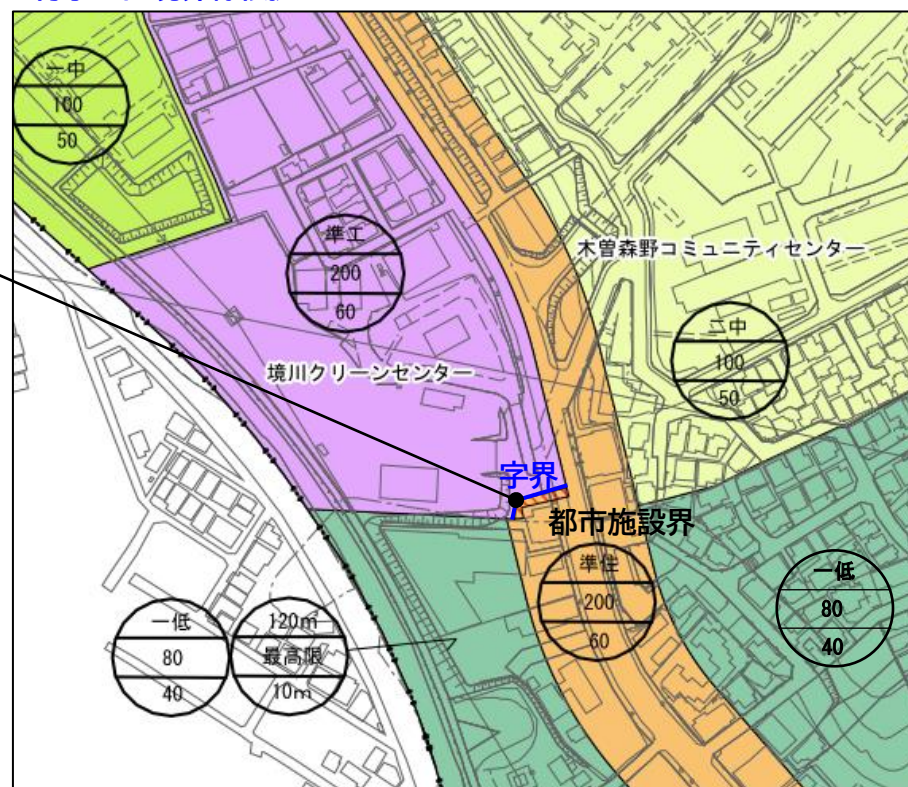 一中
100
50
準工
200
60
木曽森野コミュニティセンター
二中
100
50
境川クリーンセンター
字界
都市施設界
準住
200
60
一低
80
40
一低
80
40
120㎡
最高限
10m